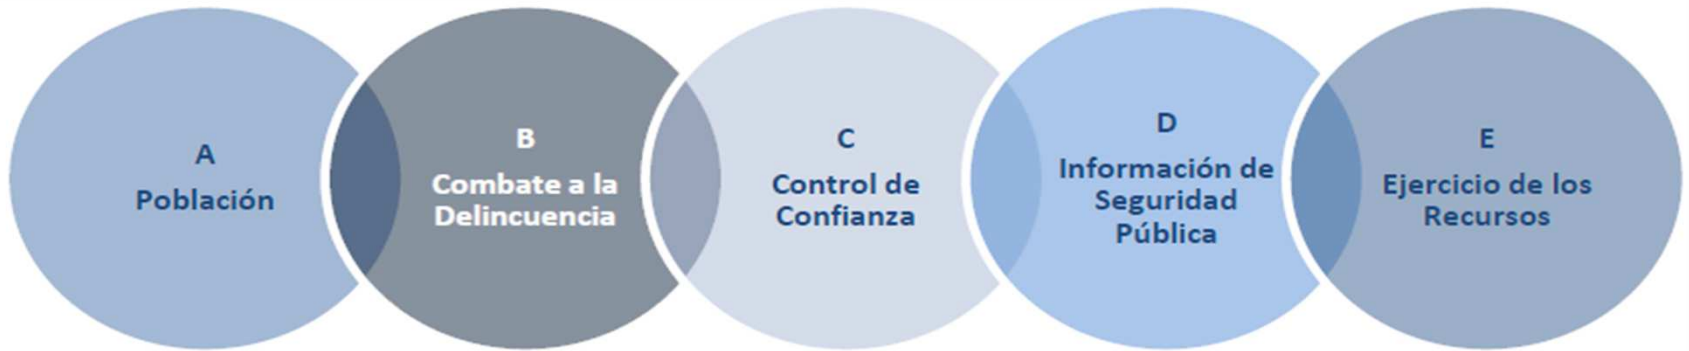 A
Población
B
Combate a la
Delincuencia
C
Control de
Confianza
D
Información de
Seguridad
Pública
E
Ejercicio de los
Recursos